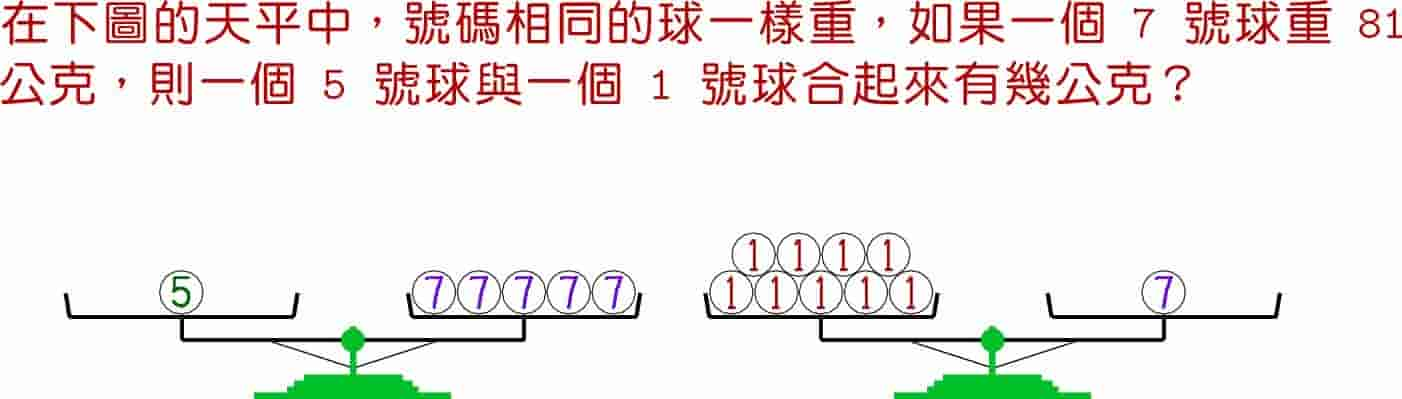 在下圖的天平中，號碼相同的球一樣重，如果一個 7 號球重 81
公克，則一個 5 號球與一個 1 號球合起來有幾公克？
1 1 1 1
5 7 7 7 7 7 1 1 1 1 1 7